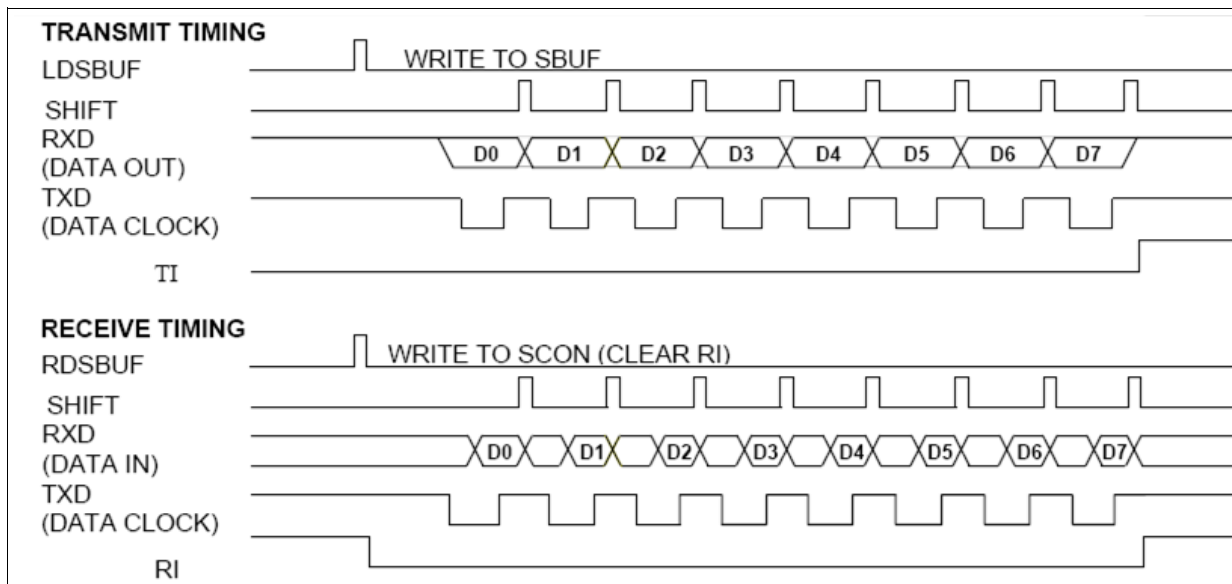 TRANSMIT TIMING
LDSBUF
WRITE TO SBUF
SHIFT
RXD
(DATA OUT)
D0 D1 D2 D3 D4 D5 D6 D7
TXD
(DATA CLOCK)
TI
RECEIVE TIMING
RDSBUF
WRITE TO SCON (CLEAR RI)
SHIFT
RXD
(DATA IN)
D0 D1 D2 D3 D4 D5 D6 D7
TXD
(DATA CLOCK)
RI